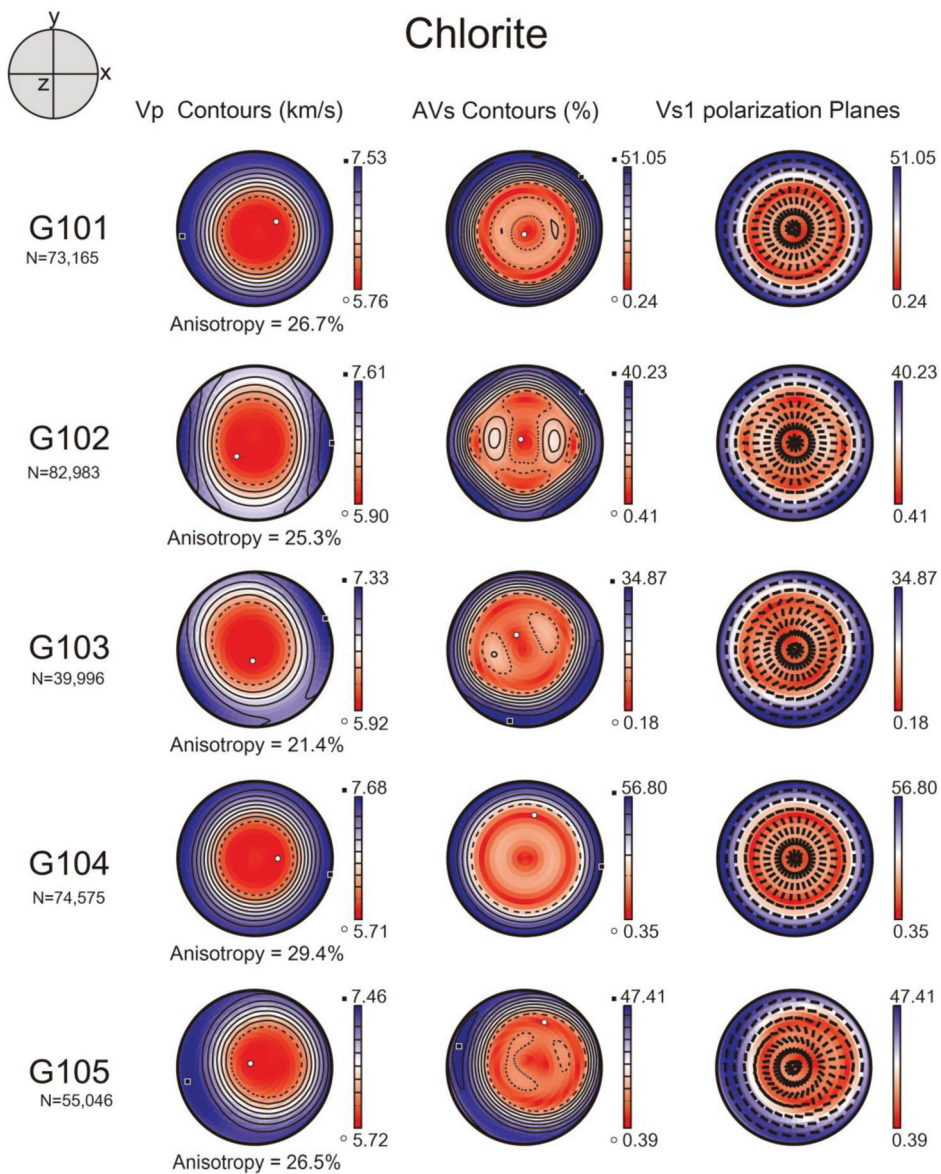 Chlorite
y
x
z
Vp Contours (km/s)
AVs Contours (%)
Vs1 polarization Planes
G101
N=73,165
7.53
5.76
Anisotropy = 26.7%
51.05
0.24
51.05
0.24
G102
N=82,983
7.61
5.90
Anisotropy = 25.3%
40.23
0.41
40.23
0.41
G103
N=39,996
7.33
5.92
Anisotropy = 21.4%
34.87
0.18
34.87
0.18
G104
N=74,575
7.68
5.71
Anisotropy = 29.4%
56.80
0.35
56.80
0.35
G105
N=55,046
7.46
5.72
Anisotropy = 26.5%
47.41
0.39
47.41
0.39